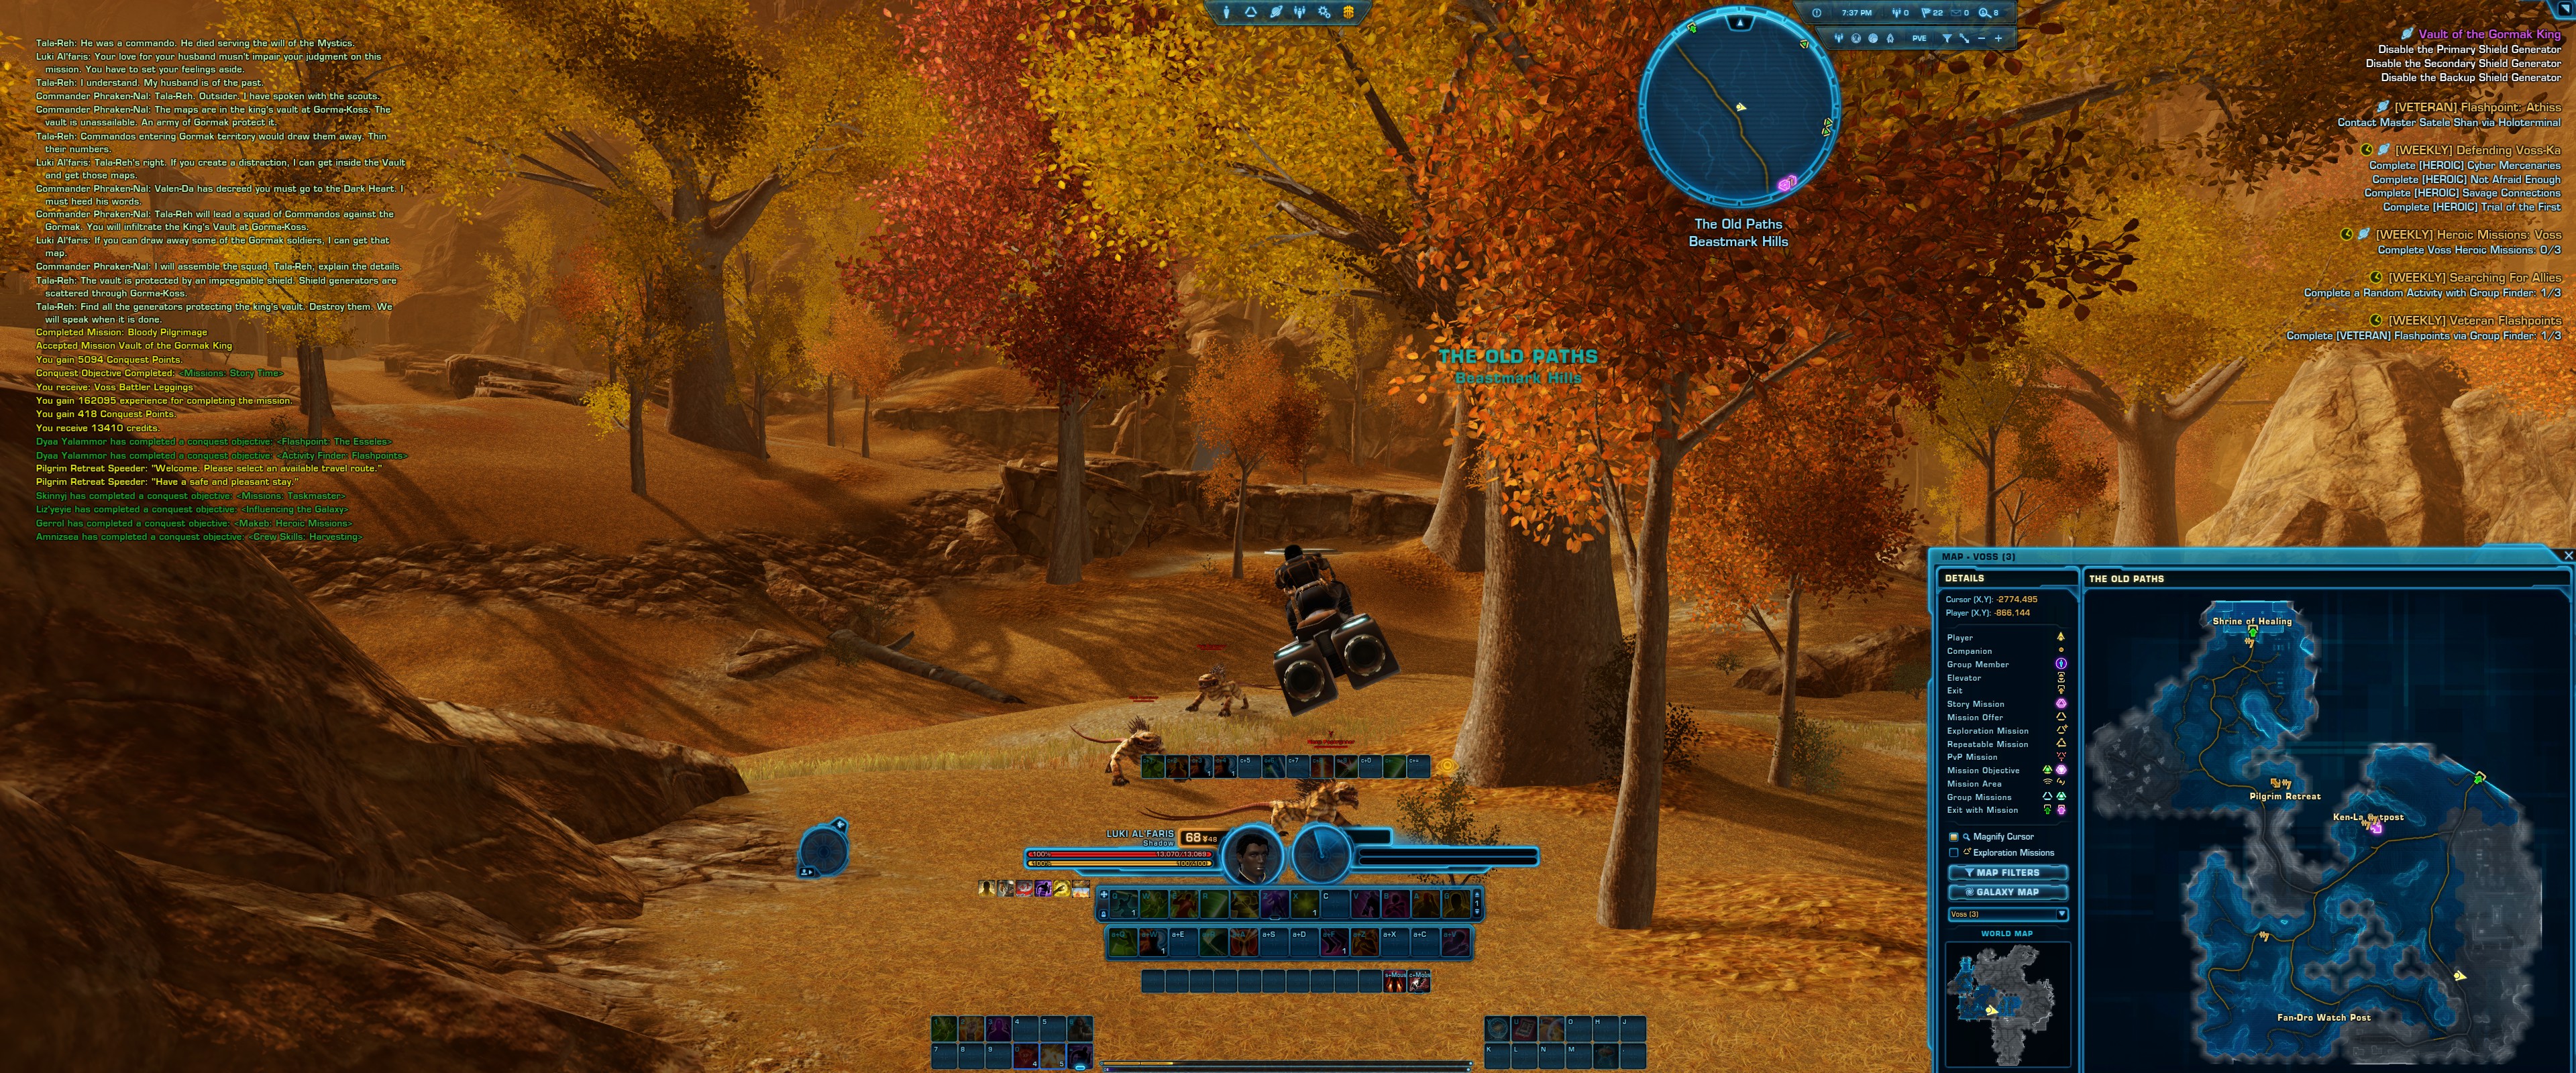 Tala-Reh: He was a commando. He died serving the will of the Mystics.
Luki Al'faris: Your love for your husband musn't impair your judgment on this
mission. You have to set your feelings aside.
Tala-Reh: I understand. My husband is of the past.
Commander Phraken-Nal: Tala-Reh. Outsider. I have spoken with the scouts.
Commander Phraken-Nal: The maps are in the king's vault at Gorma-Koss. The
vault is unassailable. An army of Gormak protect it.
Tala-Reh: Commandos entering Gormak territory would draw them away. Thin
their numbers.
Luki Al'faris: Tala-Reh's right. If you create a distraction, I can get inside the Vault
and get those maps.
Commander Phraken-Nal: Valen-Da has decreed you must go to the Dark Heart. I
must heed his words.
Commander Phraken-Nal: Tala-Reh will lead a squad of Commandos against the
Gormak. You will infiltrate the King's Vault at Gorma-Koss.
Luki Al'faris: If you can draw away some of the Gormak soldiers, I can get that
map.
Commander Phraken-Nal: I will assemble the squad. Tala-Reh, explain the details.
Tala-Reh: The vault is protected by an impregnable shield. Shield generators are
scattered through Gorma-Koss.
Tala-Reh: Find all the generators protecting the king's vault. Destroy them. We
will speak when it is done.
Completed Mission: Bloody Pilgrimage
Accepted Mission Vault of the Gormak King
You gain 5094 Conquest Points.
Conquest Objective Completed: <Missions: Story Time>
You receive: Voss Battler Leggings
You gain 162095 experience for completing the mission.
You gain 418 Conquest Points.
You receive 13410 credits.
Dyaa Yalammor has completed a conquest objective: <Flashpoint: The Esseles>
Dyaa Yalammor has completed a conquest objective: <Activity Finder: Flashpoints>
Pilgrim Retreat Speeder: "Welcome. Please select an available travel route."
Pilgrim Retreat Speeder: "Have a safe and pleasant stay."
Skinnyj has completed a conquest objective: <Missions: Taskmaster>
Liz'yeyie has completed a conquest objective: <Influencing the Galaxy>
Gerrol has completed a conquest objective: <Makeb: Heroic Missions>
Amnizsea has completed a conquest objective: <Crew Skills: Harvesting>
7:37 PM 0 22 0 8
PVE
The Old Paths
Beastmark Hills
THE OLD PATHS
Beastmark Hills
Vault of the Gormak King
Disable the Primary Shield Generator
Disable the Secondary Shield Generator
Disable the Backup Shield Generator
[VETERAN] Flashpoint: Athiss
Contact Master Satele Shan via Holoterminal
[WEEKLY] Defending Voss-Ka
Complete [HEROIC] Cyber Mercenaries
Complete [HEROIC] Not Afraid Enough
Complete [HEROIC] Savage Connections
Complete [HEROIC] Trial of the First
[WEEKLY] Heroic Missions: Voss
Complete Voss Heroic Missions: 0/3
[WEEKLY] Searching For Allies
Complete a Random Activity with Group Finder: 1/3
[WEEKLY] Veteran Flashpoints
Complete [VETERAN] Flashpoints via Group Finder: 1/3
MAP - VOSS (3)
DETAILS
Cursor (X,Y): -2774,495
Player (X,Y): -866,144
Player
Companion
Group Member
Elevator
Exit
Story Mission
Mission Offer
Exploration Mission
Repeatable Mission
PvP Mission
Mission Objective
Mission Area
Group Missions
Exit with Mission
Magnify Cursor
Exploration Missions
MAP FILTERS
GALAXY MAP
Voss (3)
WORLD MAP
THE OLD PATHS
Shrine of Healing
Pilgrim Retreat
Ken-La
Fan-Dro Watch Post
LUKI AL'FARIS
Shadow
68 48
100% 13,070/13,069
100% 100/100
c+5 c+7 c+0
R C V
a+E a+S a+D a+X a+C
4 5
7 8 9
O H J
K L N M